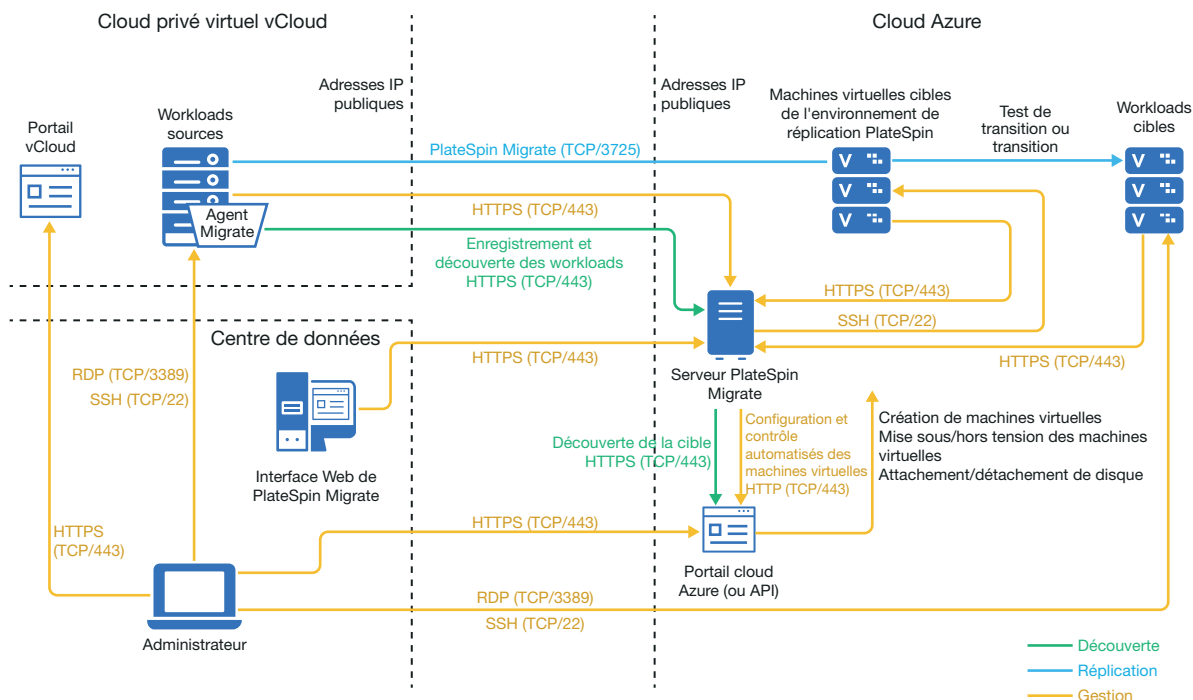 Cloud privé virtuel vCloud
Cloud Azure
Adresses IP
publiques
Adresses IP
publiques
Portail
vCloud
Workloads
sources
Machines virtuelles cibles
de l'environnement de
réplication PlateSpin
Test de
transition ou
transition
Workloads
cibles
PlateSpin Migrate (TCP/3725)
V
V
V
V
V
V
HTTPS (TCP/443)
Agent
Migrate
Enregistrement et
découverte des workloads
HTTPS (TCP/443)
HTTPS (TCP/443)
SSH (TCP/22)
HTTPS (TCP/443)
Centre de données
HTTPS (TCP/443)
RDP (TCP/3389)
SSH (TCP/22)
Serveur PlateSpin
Migrate
Interface Web de
PlateSpin Migrate
Découverte de la cible
HTTPS (TCP/443)
Configuration et
contrôle
automatisés des
machines virtuelles
HTTP (TCP/443)
Création de machines virtuelles
Mise sous/hors tension des machines
virtuelles
Attachement/détachement de disque
HTTPS
(TCP/443)
HTTPS (TCP/443)
Portail cloud
Azure (ou API)
RDP (TCP/3389)
SSH (TCP/22)
Administrateur
Découverte
Réplication
Gestion